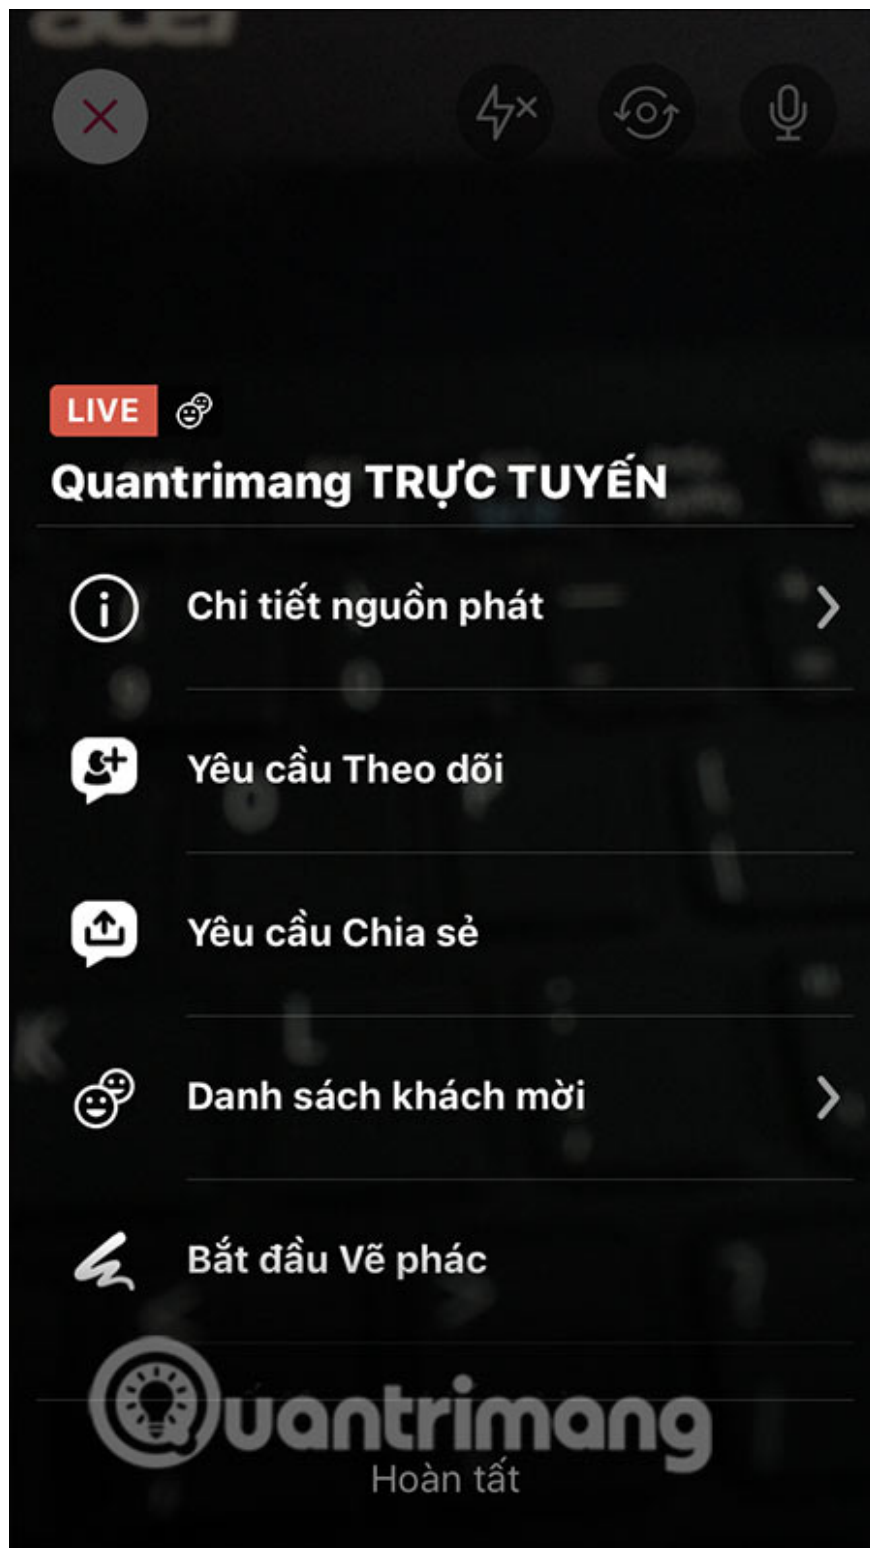 acer
LIVE
Quantrimang TRỰC TUYẾN
Chi tiết nguồn phát
Yêu cầu Theo dõi
Yêu cầu Chia sẻ
Danh sách khách mời
Bắt đầu Vẽ phác
Quantrimang
Hoàn tất